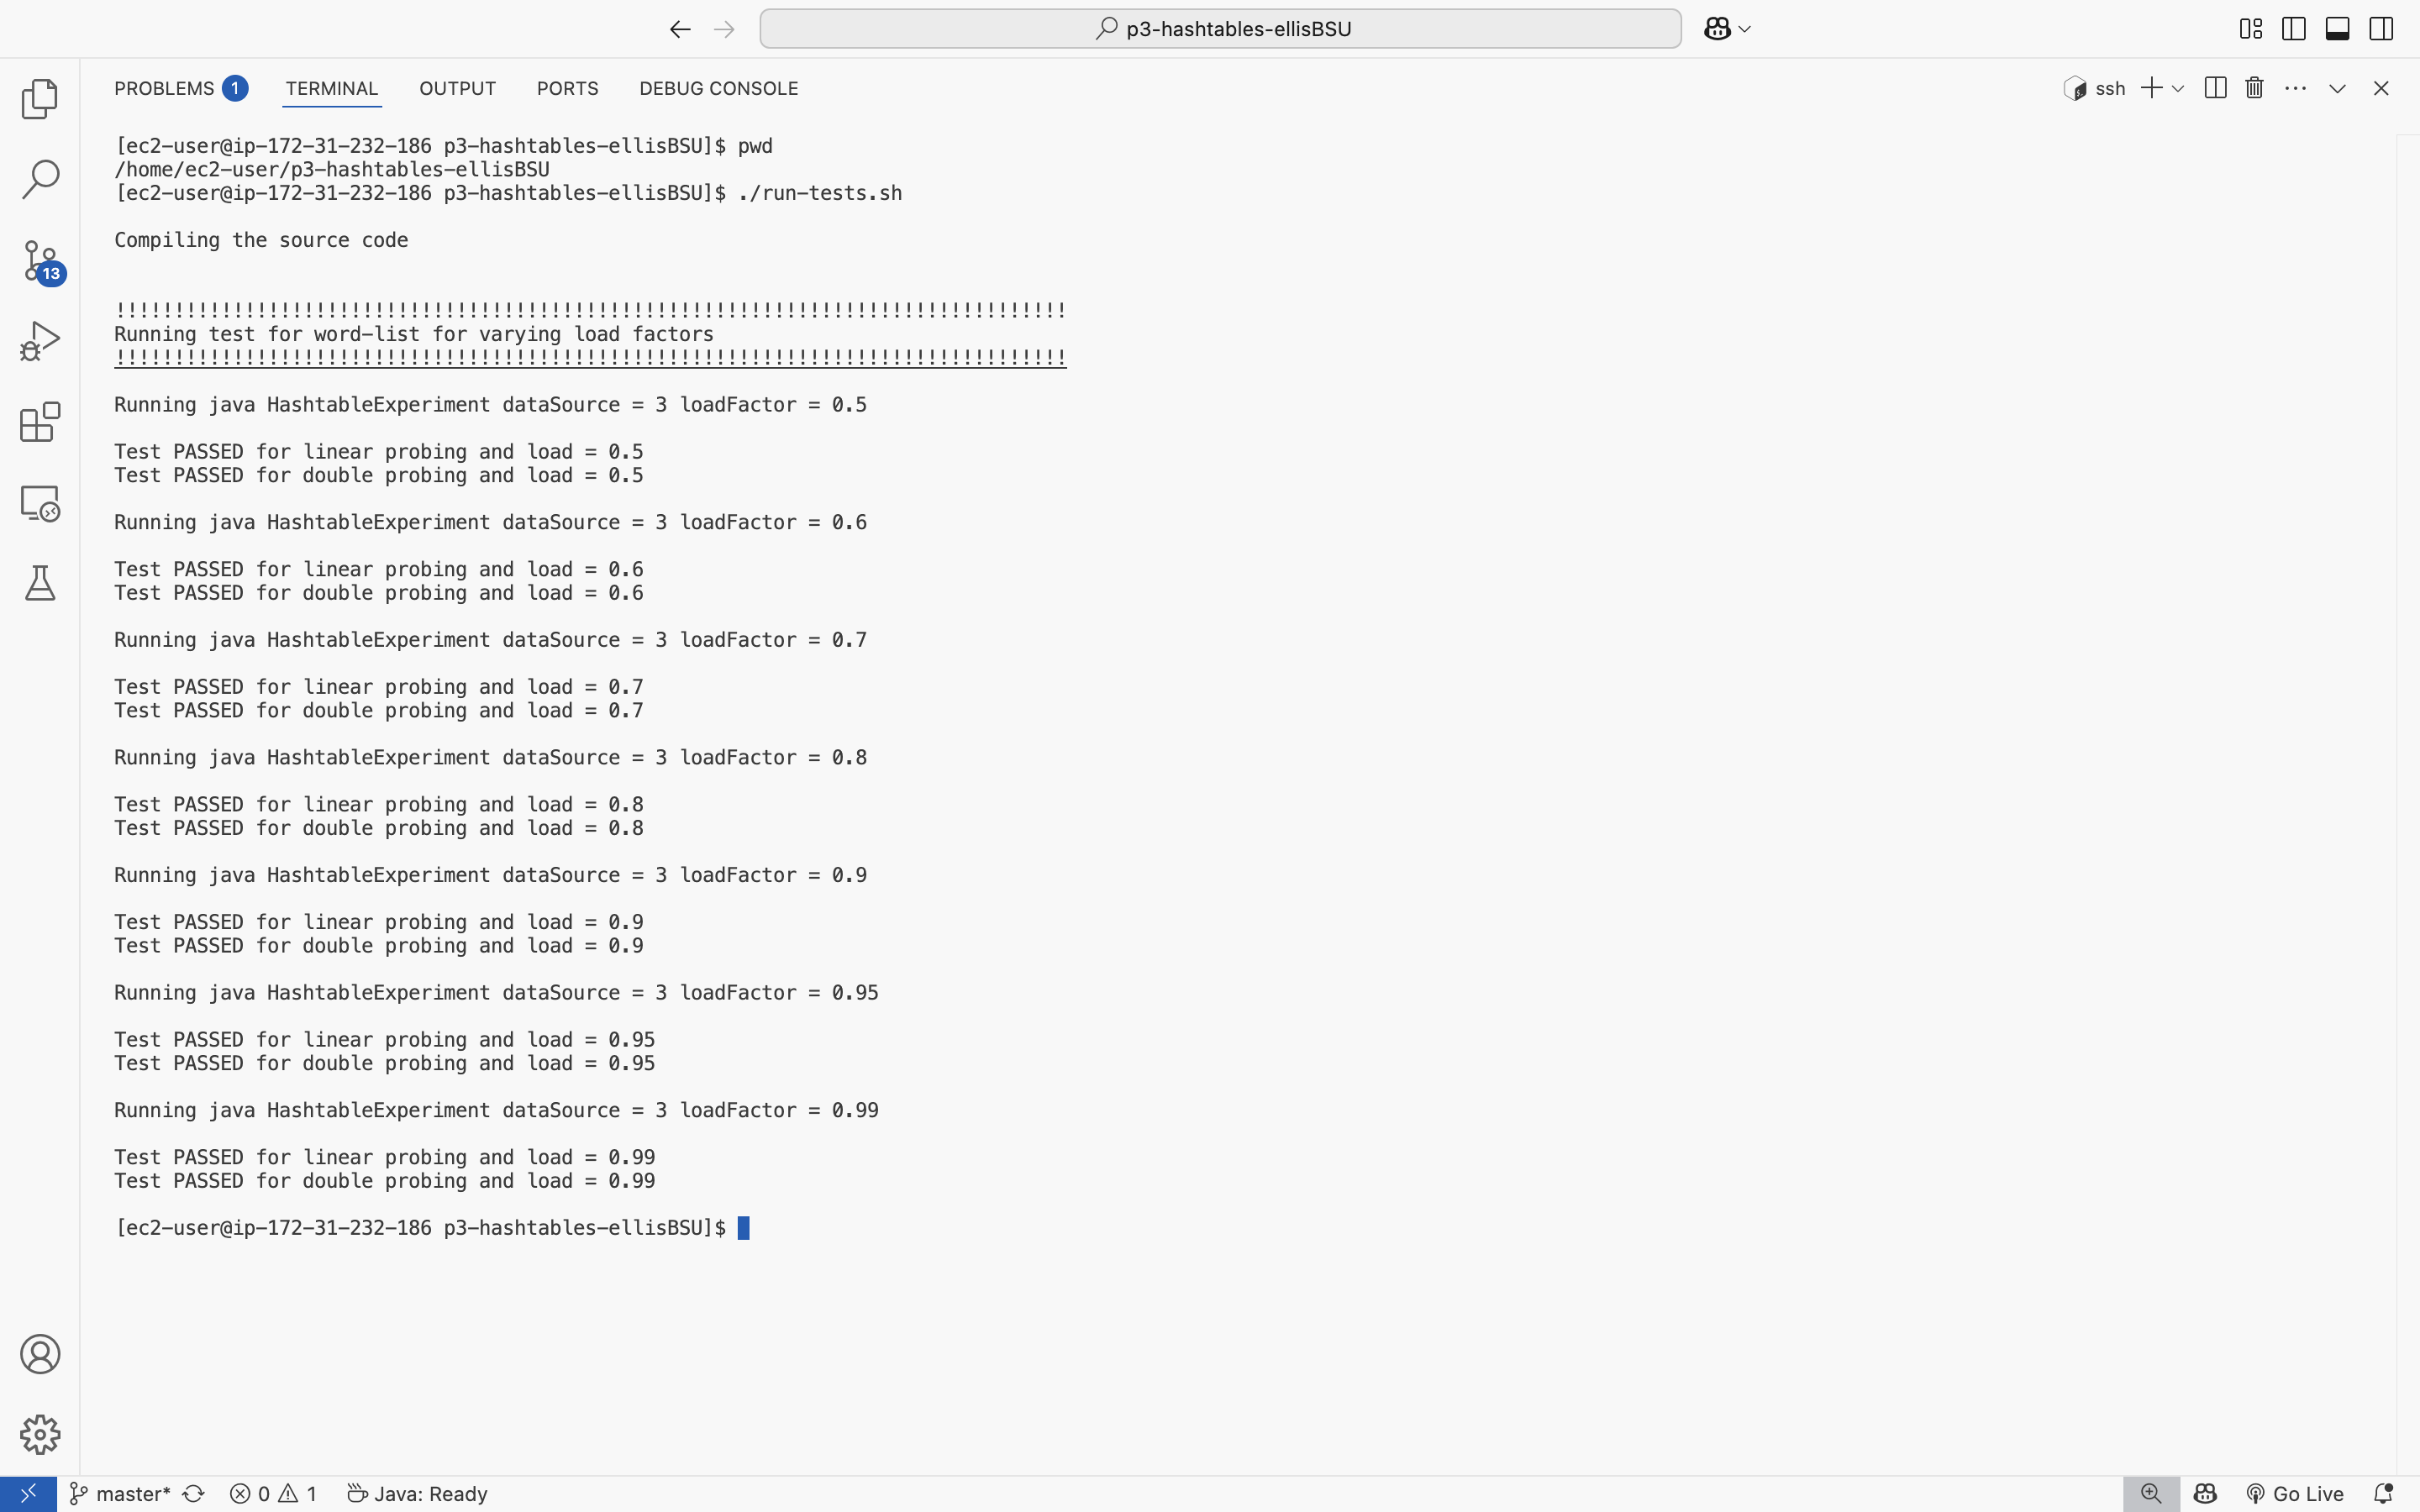 p3-hashtables-ellisBSU
PROBLEMS 1 TERMINAL OUTPUT PORTS DEBUG CONSOLE ssh
[ec2-user@ip-172-31-232-186 p3-hashtables-ellisBSU]$ pwd
/home/ec2-user/p3-hashtables-ellisBSU
[ec2-user@ip-172-31-232-186 p3-hashtables-ellisBSU]$ ./run-tests.sh
Compiling the source code
!!!!!!!!!!!!!!!!!!!!!!!!!!!!!!!!!!!!!!!!!!!!!!!!!!!!!!!!!!!!!!!!!!!!!!!!!!!!!!!!!
Running test for word-list for varying load factors
!!!!!!!!!!!!!!!!!!!!!!!!!!!!!!!!!!!!!!!!!!!!!!!!!!!!!!!!!!!!!!!!!!!!!!!!!!!!!!!!!
Running java HashtableExperiment dataSource = 3 loadFactor = 0.5
Test PASSED for linear probing and load = 0.5
Test PASSED for double probing and load = 0.5
Running java HashtableExperiment dataSource = 3 loadFactor = 0.6
Test PASSED for linear probing and load = 0.6
Test PASSED for double probing and load = 0.6
Running java HashtableExperiment dataSource = 3 loadFactor = 0.7
Test PASSED for linear probing and load = 0.7
Test PASSED for double probing and load = 0.7
Running java HashtableExperiment dataSource = 3 loadFactor = 0.8
Test PASSED for linear probing and load = 0.8
Test PASSED for double probing and load = 0.8
Running java HashtableExperiment dataSource = 3 loadFactor = 0.9
Test PASSED for linear probing and load = 0.9
Test PASSED for double probing and load = 0.9
Running java HashtableExperiment dataSource = 3 loadFactor = 0.95
Test PASSED for linear probing and load = 0.95
Test PASSED for double probing and load = 0.95
Running java HashtableExperiment dataSource = 3 loadFactor = 0.99
Test PASSED for linear probing and load = 0.99
Test PASSED for double probing and load = 0.99
[ec2-user@ip-172-31-232-186 p3-hashtables-ellisBSU]$
13
master* 0 1 Java: Ready Go Live